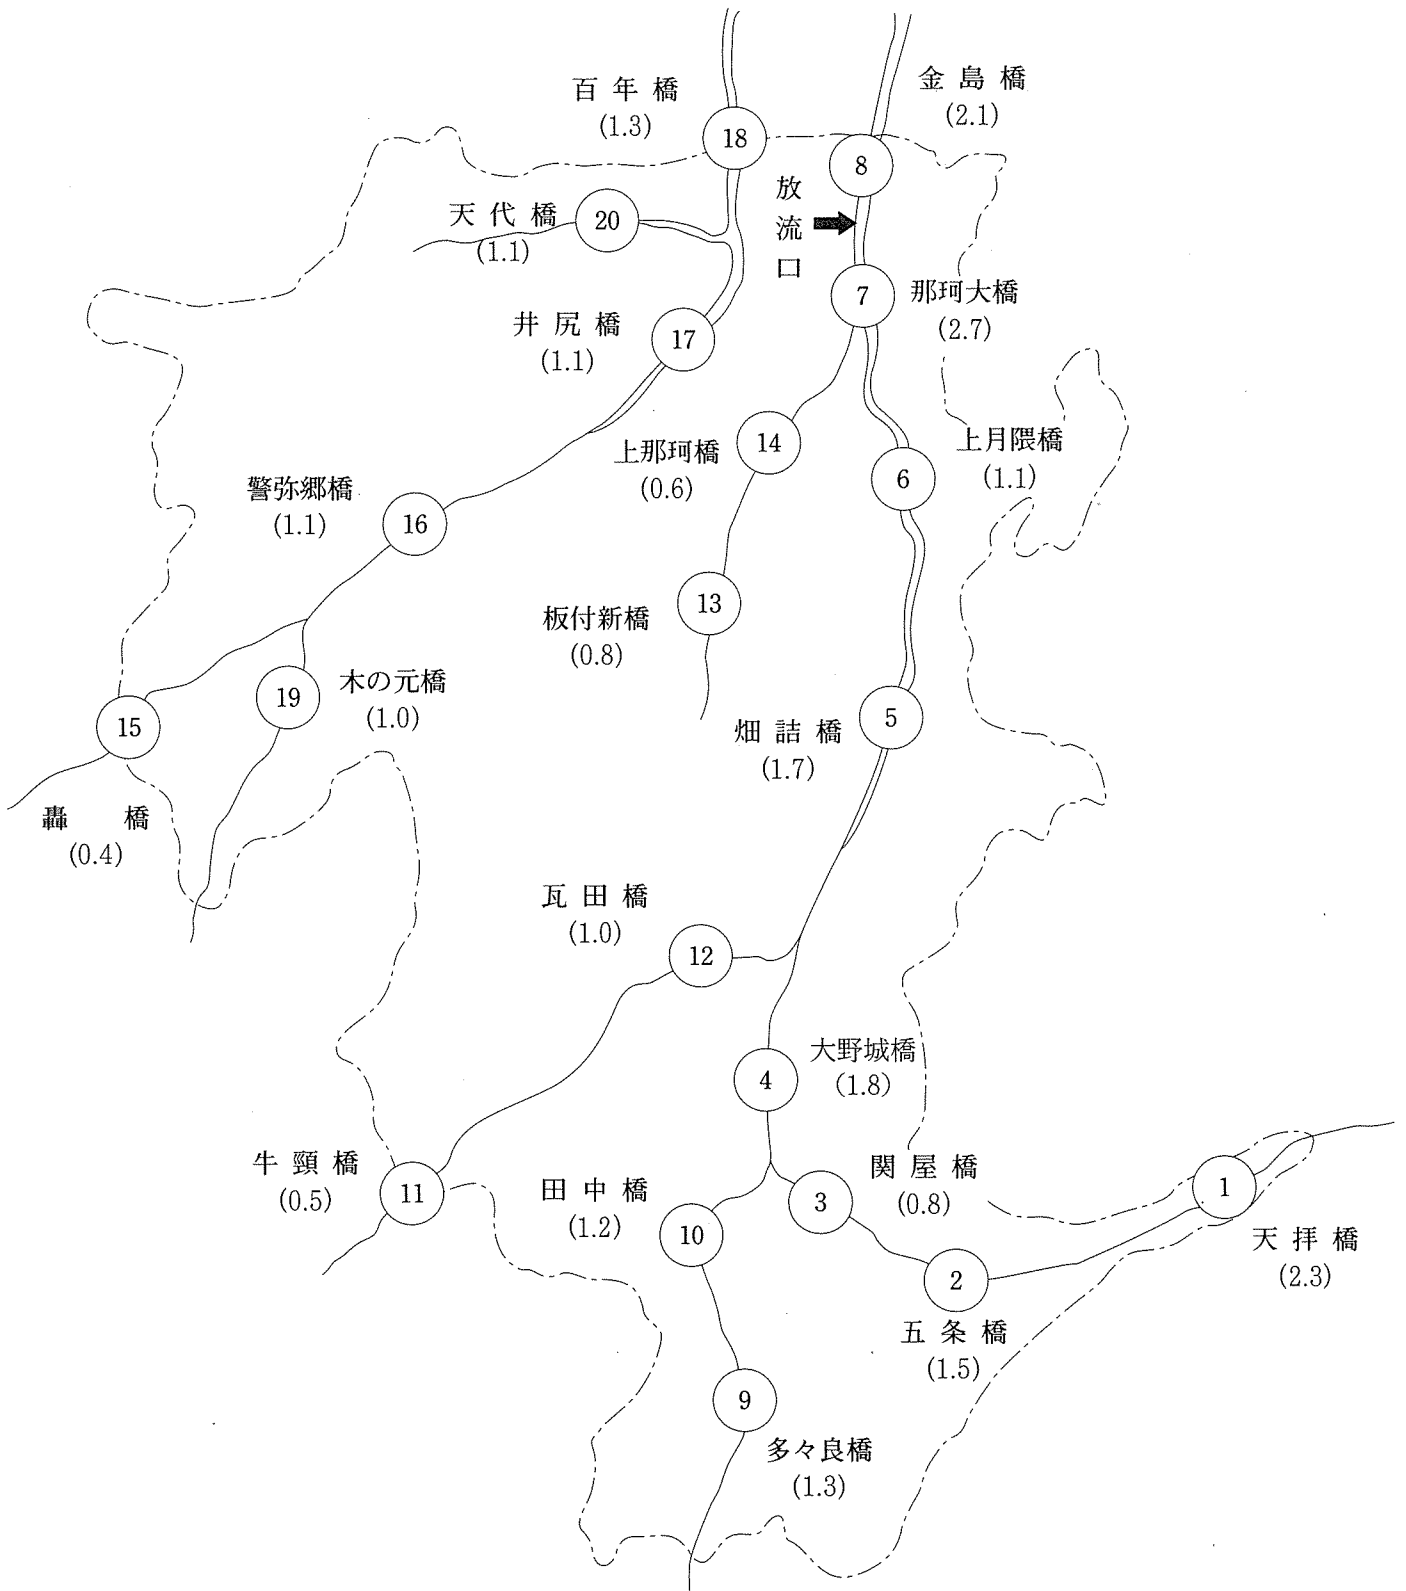 百年橋
(1.3)
18
金島橋
(2.1)
8
放流口
天代橋
(1.1)
20
7
那珂大橋
(2.7)
井尻橋
(1.1)
17
14
上那珂橋
(0.6)
6
上月隈橋
(1.1)
警弥郷橋
(1.1)
16
13
板付新橋
(0.8)
19
木の元橋
(1.0)
15
轟橋
(0.4)
5
畑詰橋
(1.7)
瓦田橋
(1.0)
12
4
大野城橋
(1.8)
牛頸橋
(0.5)
11
田中橋
(1.2)
10
3
関屋橋
(0.8)
1
天拝橋
(2.3)
2
五条橋
(1.5)
9
多々良橋
(1.3)